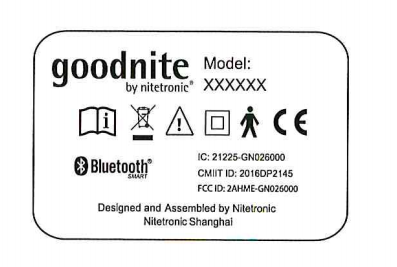 goodnite
by nitetronic®
Model:
XXXXXX
CE
Bluetooth®
SMART
IC: 21225-GN026000
CMIIT ID: 2016DP2145
FCC ID: 2AHME-GN026000
Designed and Assembled by Nitetronic
Nitetronic Shanghai